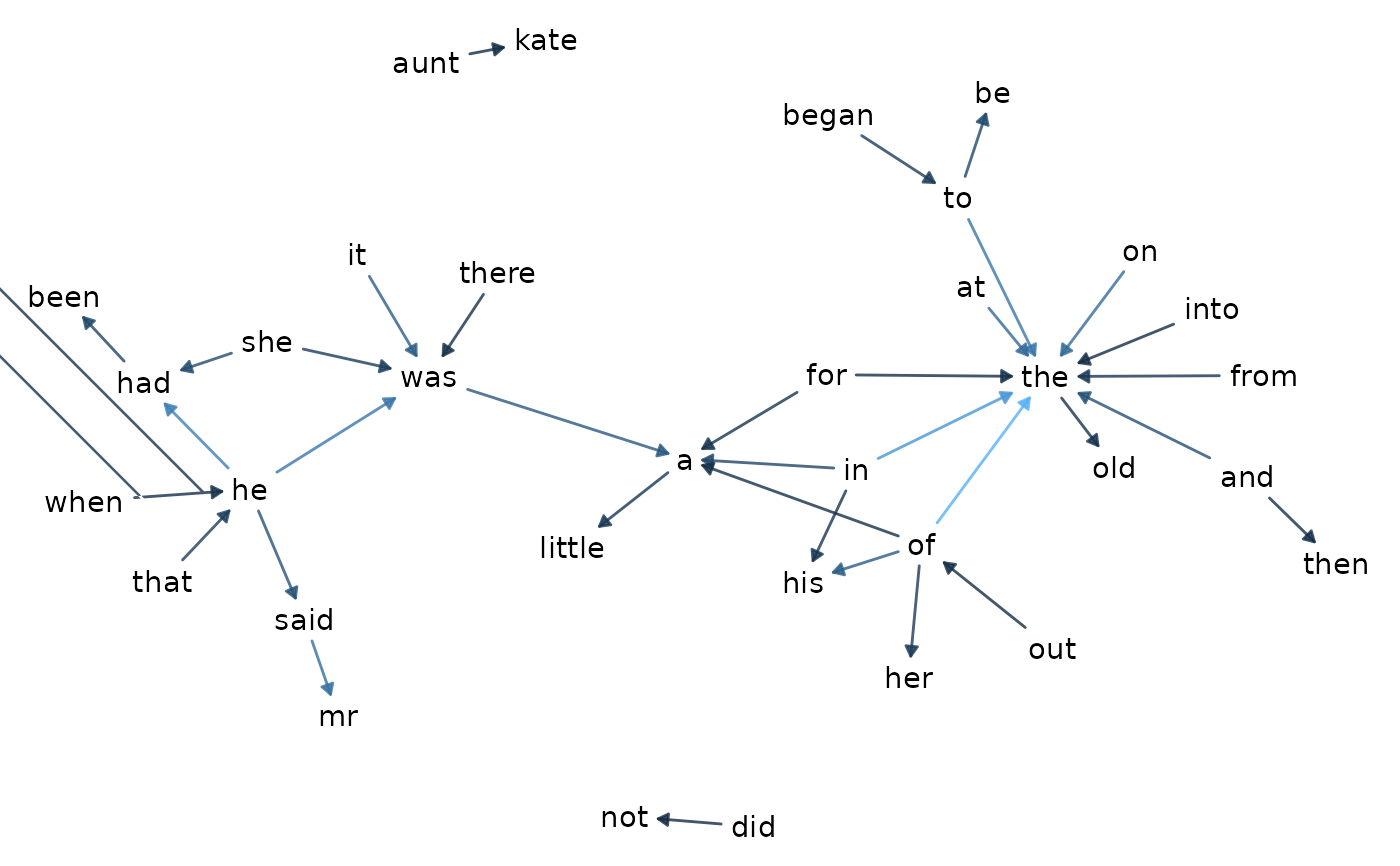 kate
aunt
be
began
to
on
it
there
at
been
into
she
had
was
for
the
from
a
in
old
and
when
he
little
of
then
that
his
said
out
her
mr
not
did